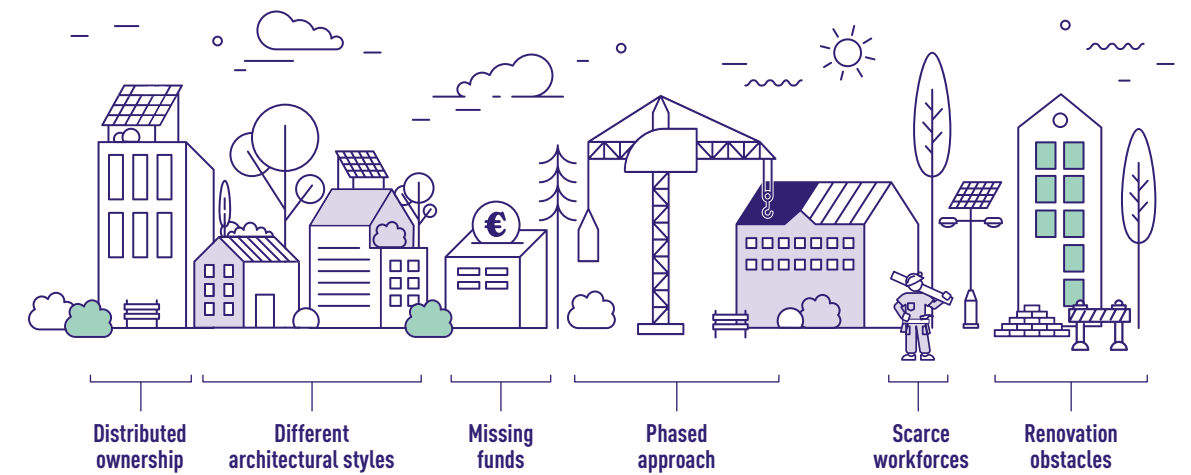 €
Distributed
ownership
Different
architectural styles
Missing
funds
Phased
approach
Scarce
workforces
Renovation
obstacles